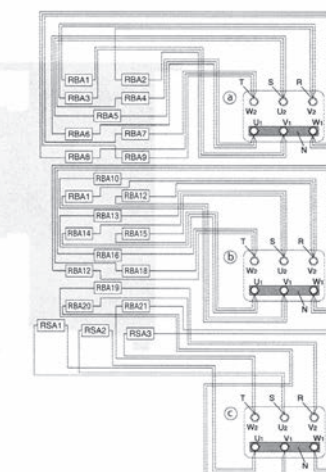 RBA1 RBA2
RBA3 RBA4
RBA5
RBA6 RBA7
RBA8 RBA9
T S R
a
W2 U2 V2
U1 V1 W1
N
RBA10
RBA1 RBA12
RBA13
RBA14 RBA15
RBA16
RBA12 RBA18
T S R
b
W2 U2 V2
U1 V1 W1
N
RBA19
RBA20 RBA21
RSA1 RSA2 RSA3
T S R
c
W2 U2 V2
U1 V1 W1
N